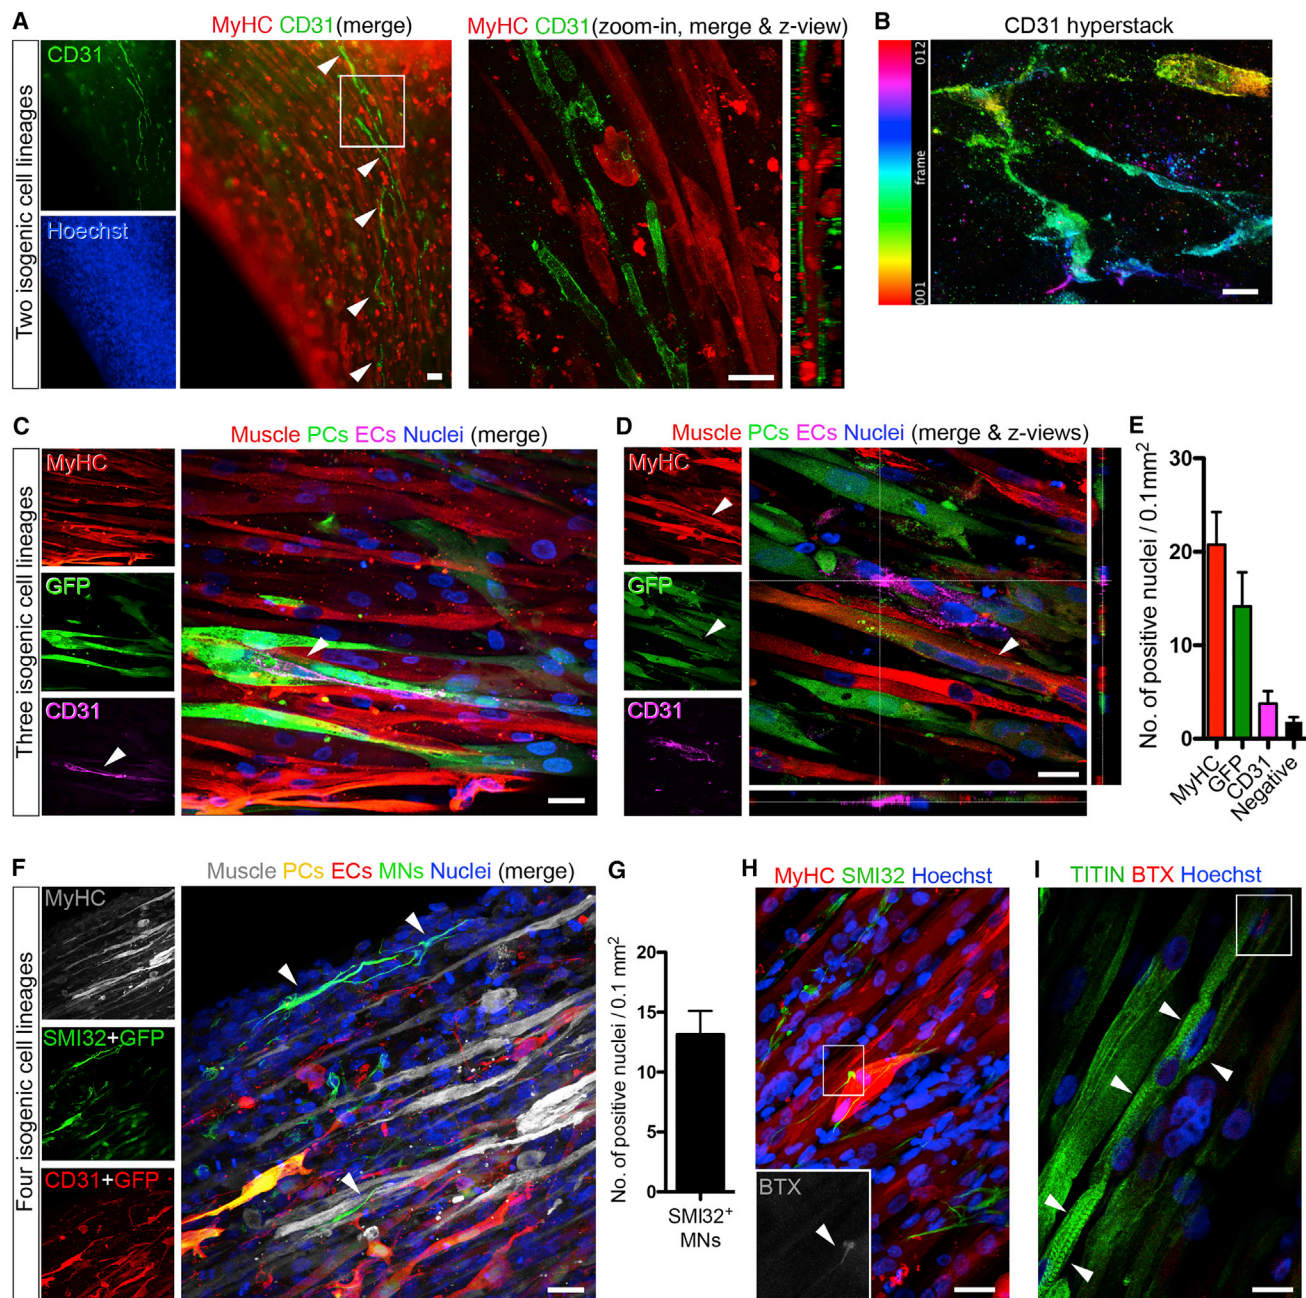 A
MyHC CD31(merge)
MyHC CD31(zoom-in, merge & z-view)
Two isogenic cell lineages
CD31
Hoechst
B
CD31 hyperstack
012
frame
001
C
Muscle PCs ECs Nuclei (merge)
Three isogenic cell lineages
MyHC
GFP
CD31
D
Muscle PCs ECs Nuclei (merge & z-views)
MyHC
GFP
CD31
E
No. of positive nuclei / 0.1mm²
30
20
10
0
MyHC
GFP
CD31
Negative
F
Muscle PCs ECs MNs Nuclei (merge)
Four isogenic cell lineages
MyHC
SMI32+GFP
CD31+GFP
G
No. of positive nuclei / 0.1 mm²
20
15
10
5
0
SMI32⁺
MNs
H
MyHC SMI32 Hoechst
BTX
I
TITIN BTX Hoechst